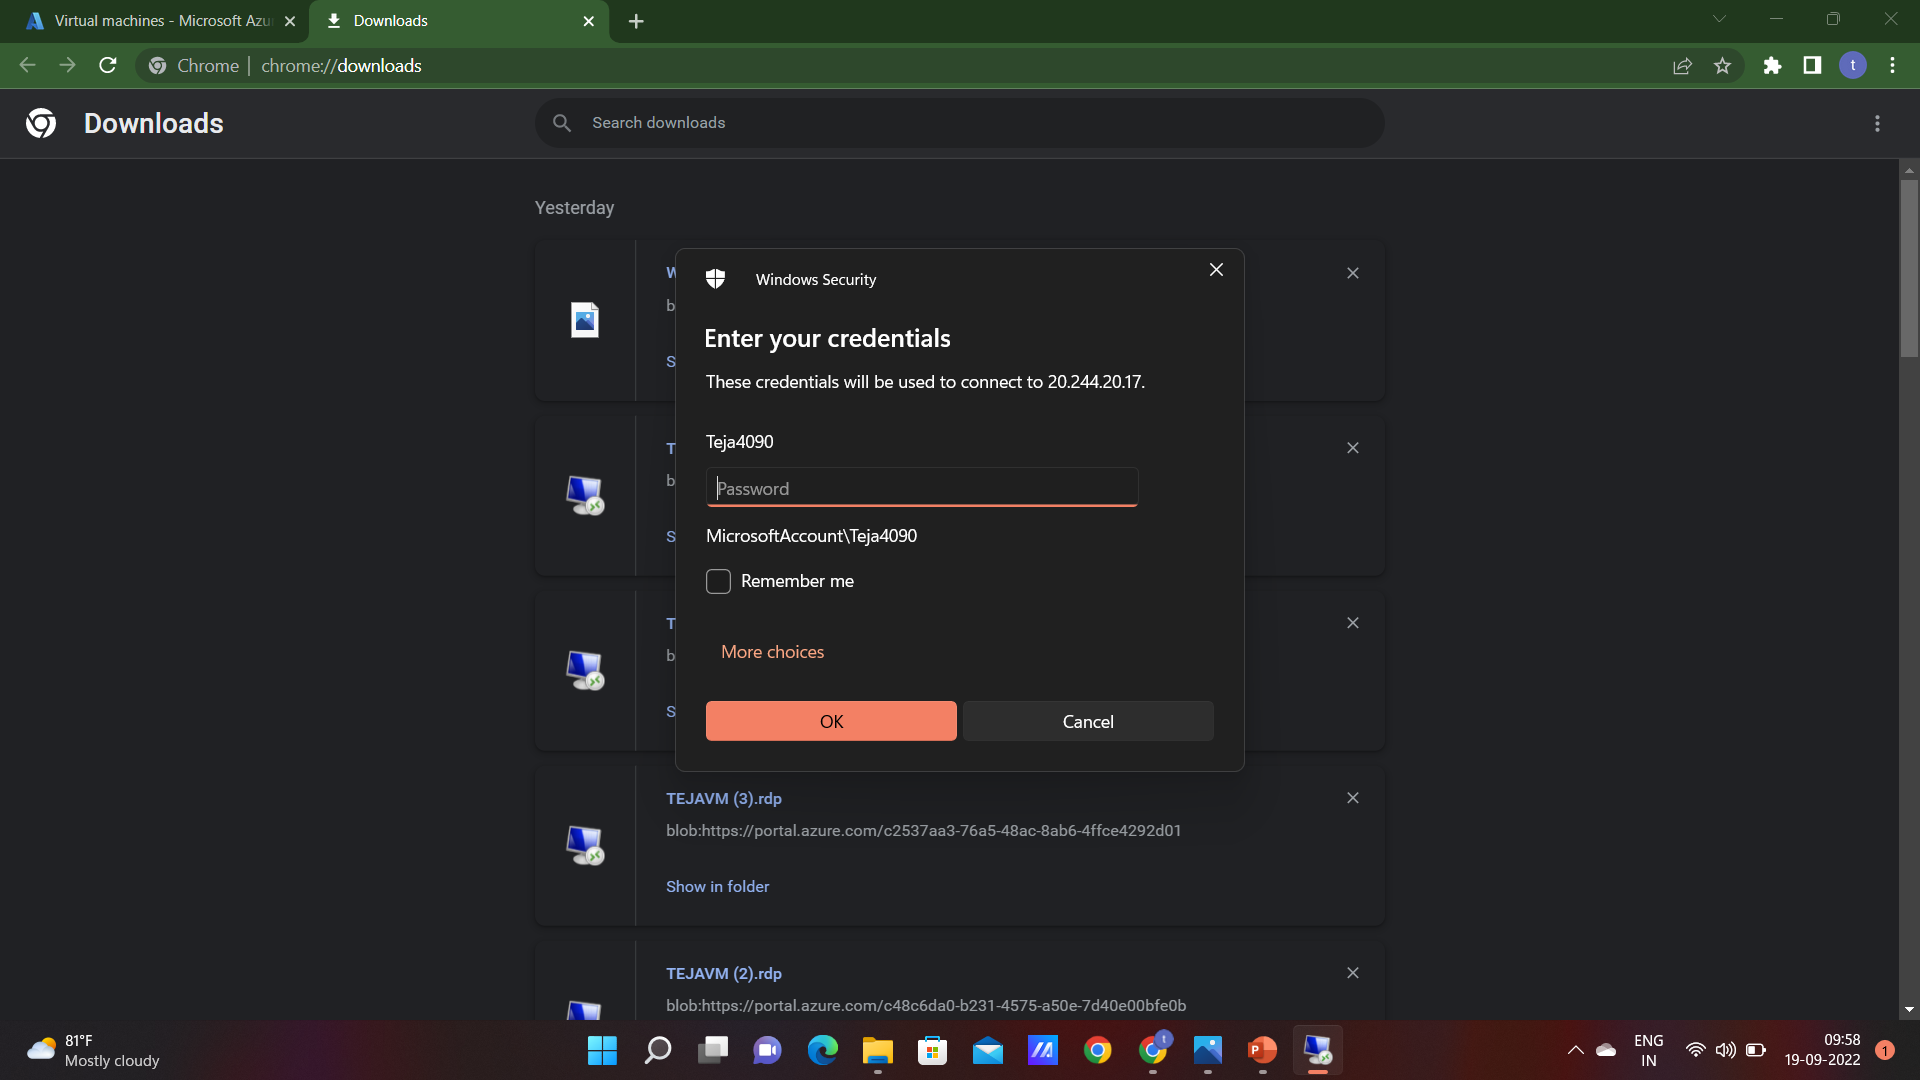 Virtual machines - Microsoft Azu
Downloads
Chrome
chrome://downloads
t
Downloads
Search downloads
Yesterday
Windows Security
Enter your credentials
These credentials will be used to connect to 20.244.20.17.
Teja4090
Password
MicrosoftAccount\Teja4090
Remember me
More choices
OK
Cancel
TEJAVM (3).rdp
blob:https://portal.azure.com/c2537aa3-76a5-48ac-8ab6-4ffce4292d01
Show in folder
TEJAVM (2).rdp
blob:https://portal.azure.com/c48c6da0-b231-4575-a50e-7d40e00bfe0b
81°F
Mostly cloudy
ENG
IN
09:58
19-09-2022
1